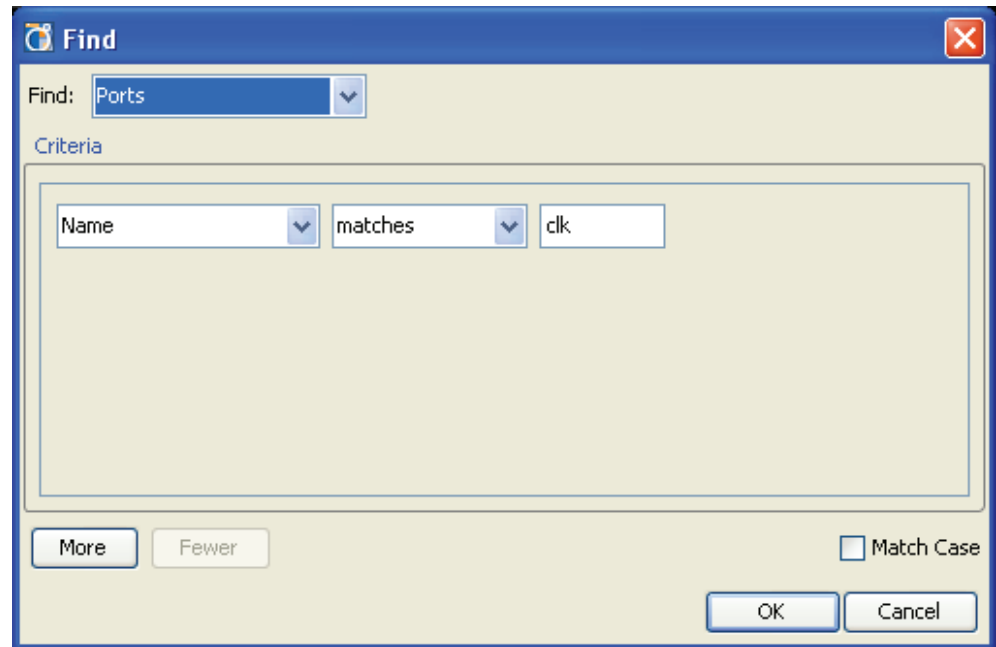 Find
Find: Ports
Criteria
Name matches clk
More Fewer Match Case
OK Cancel